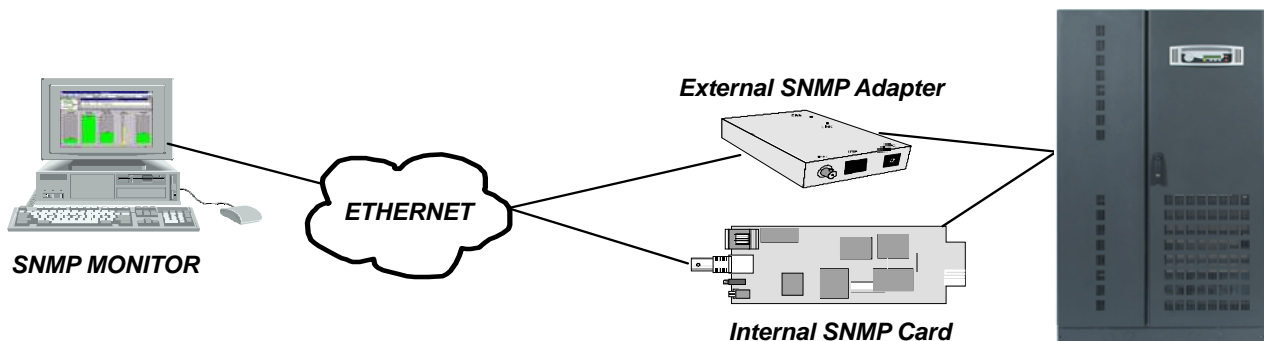 External SNMP Adapter
ETHERNET
SNMP MONITOR
Internal SNMP Card